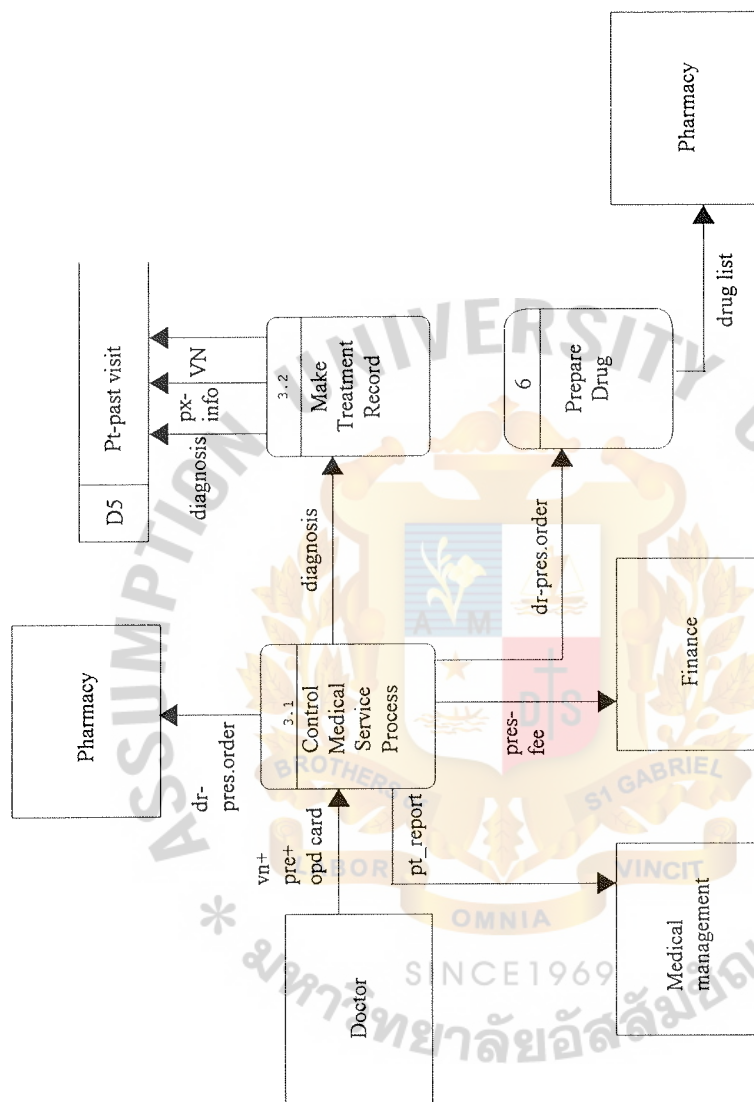 Pharmacy
D5
Pt-past visit
dr-
pres.order
diagnosis
px-
info
VN
Doctor
vn+
pre+
opd card
3.1
Control
Medical
Service
Process
diagnosis
3.2
Make
Treatment
Record
pt_report
pres-
fee
dr-pres.order
6
Prepare
Drug
drug list
Medical
management
Finance
Pharmacy
ASSUMPTION UNIVERSITY
A M
D S
BROTHERS
ST GABRIEL
LABOR
OMNIA
VINCIT
SINCE1969